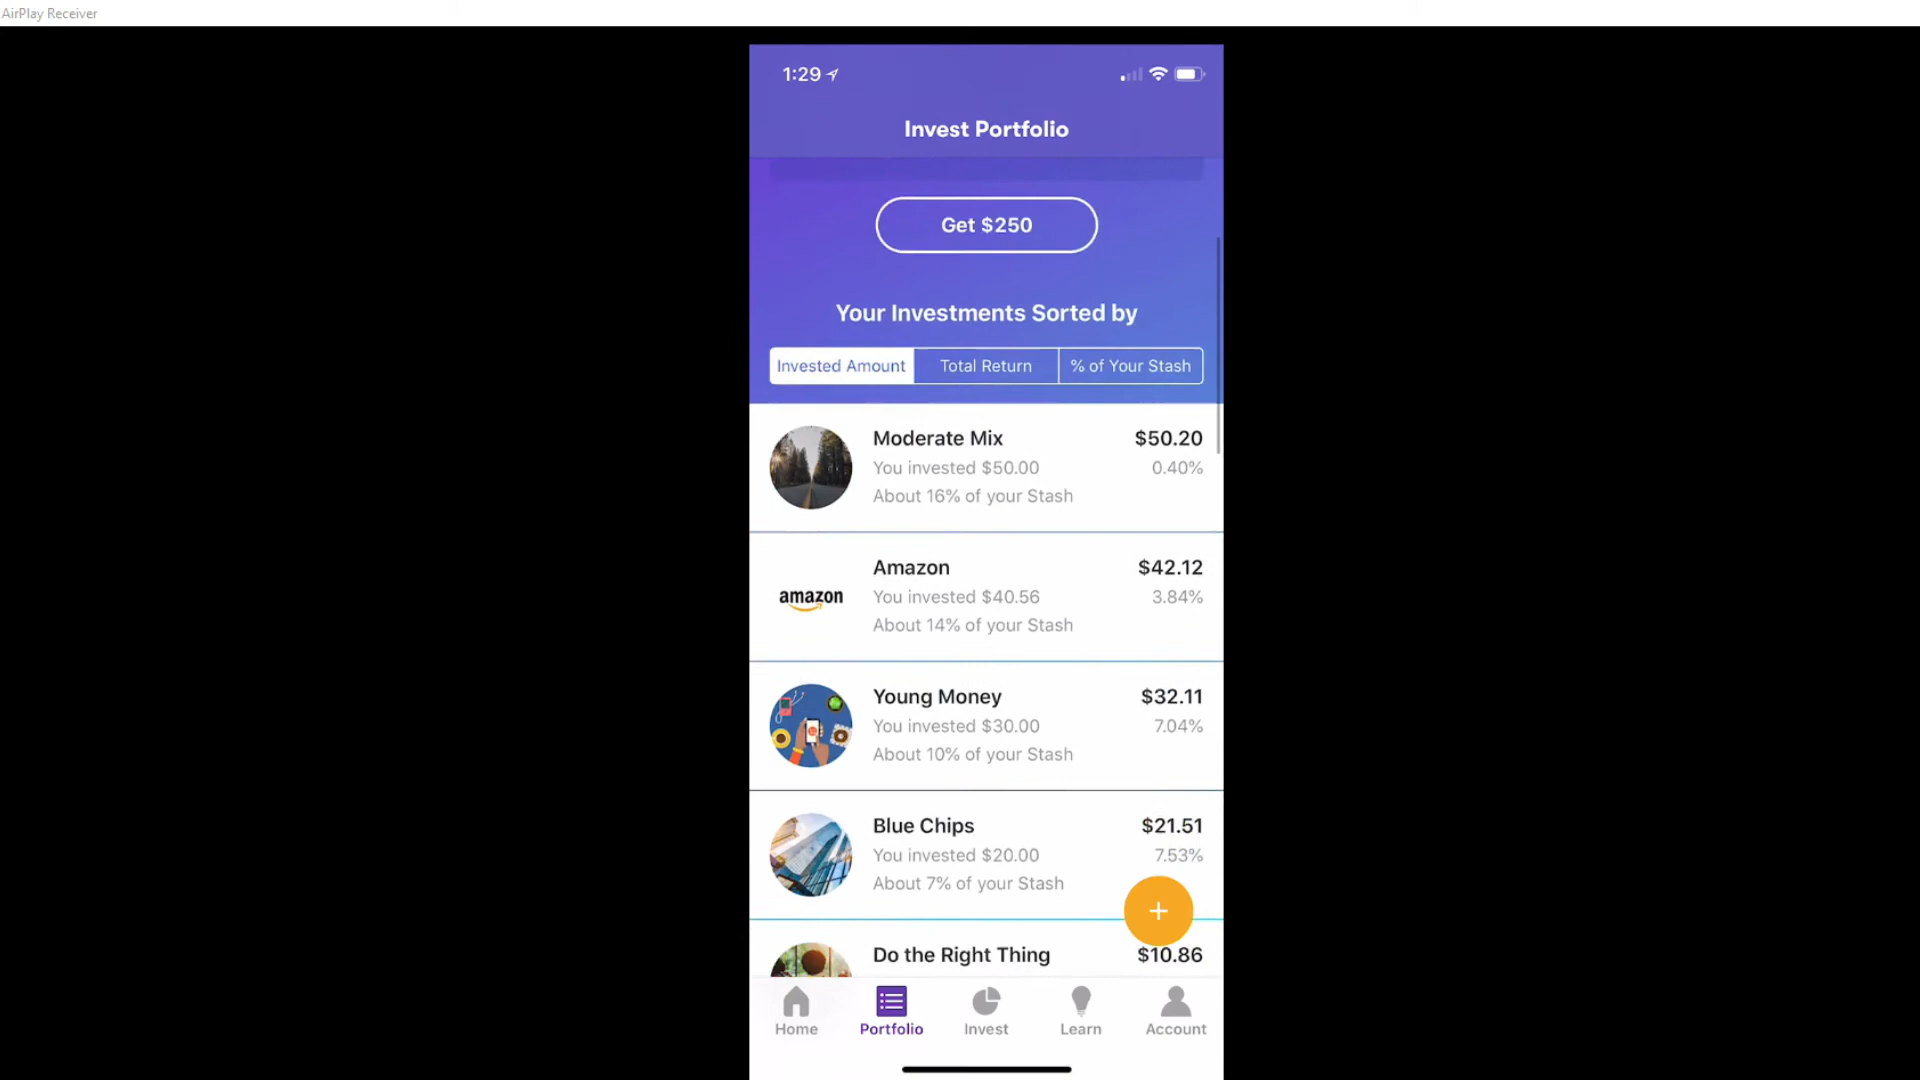 AirPlay Receiver
1:29
Invest Portfolio
Get $250
Your Investments Sorted by
Invested Amount
Total Return
% of Your Stash
Moderate Mix
$50.20
You invested $50.00
0.40%
About 16% of your Stash
Amazon
$42.12
amazon
You invested $40.56
3.84%
About 14% of your Stash
Young Money
$32.11
You invested $30.00
7.04%
About 10% of your Stash
Blue Chips
$21.51
You invested $20.00
7.53%
About 7% of your Stash
+
Do the Right Thing
$10.86
Home
Portfolio
Invest
Learn
Account